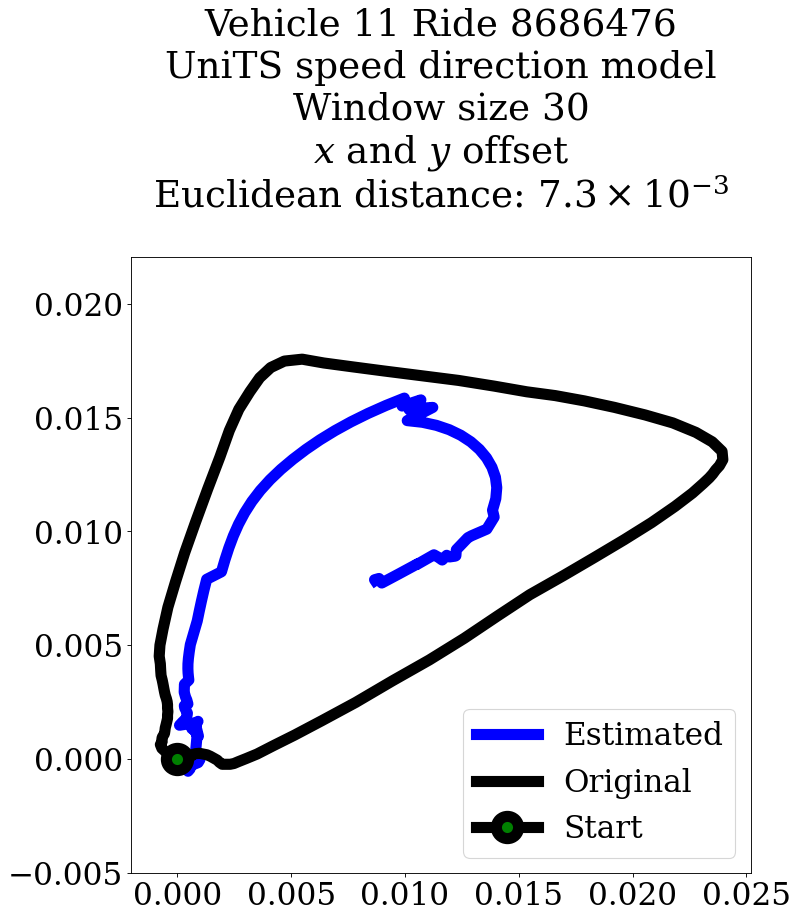 Vehicle 11 Ride 8686476
UniTS speed direction model
Window size 30
x and y offset
Euclidean distance: 7.3 × 10⁻³
0.020
0.015
0.010
0.005
0.000
−0.005
Estimated
Original
Start
0.000 0.005 0.010 0.015 0.020 0.025